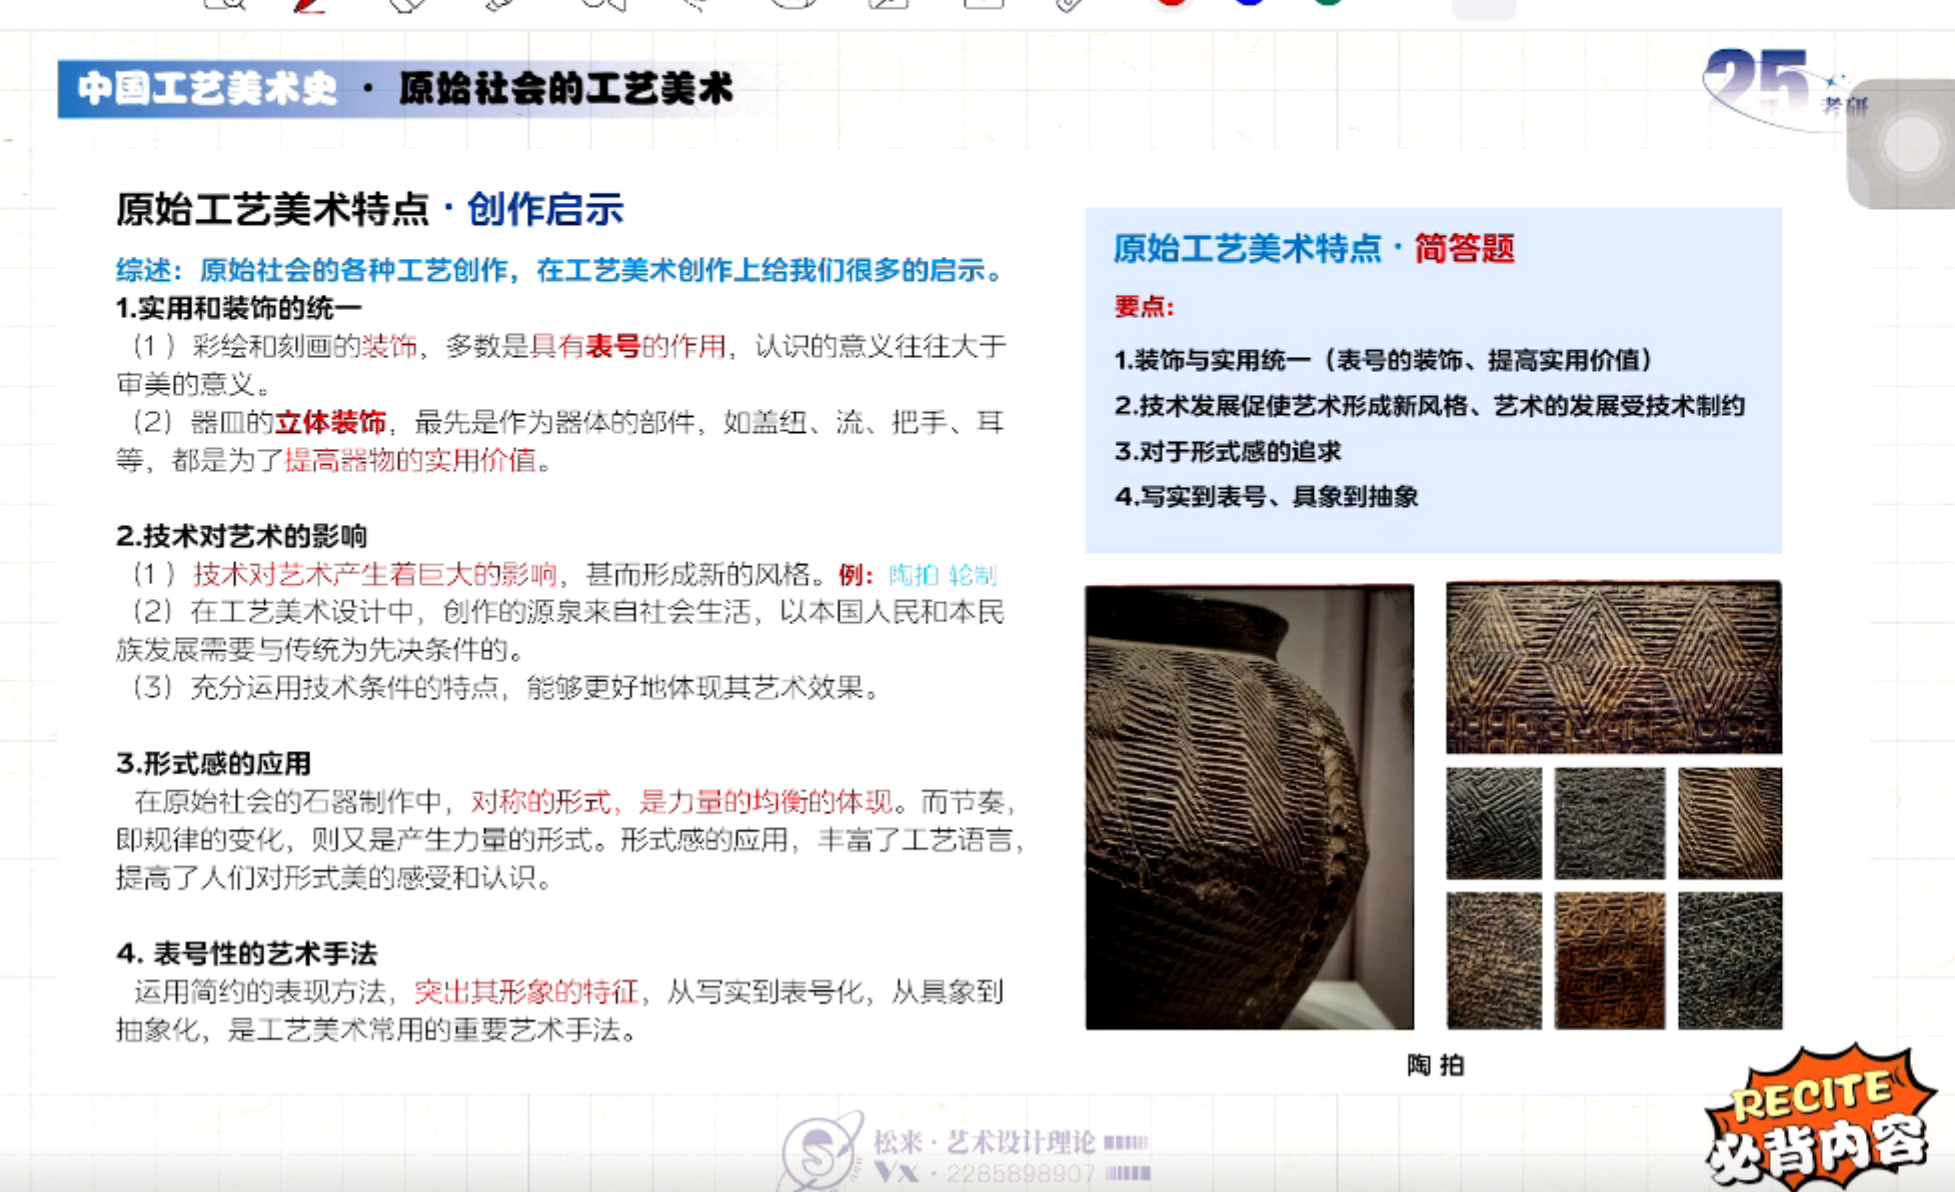 中国工艺美术史 · 原始社会的工艺美术
25
考研
原始工艺美术特点·创作启示
综述：原始社会的各种工艺创作，在工艺美术创作上给我们很多的启示。
1.实用和装饰的统一
（1）彩绘和刻画的装饰，多数是具有表号的作用，认识的意义往往大于
审美的意义。
（2）器皿的立体装饰，最先是作为器体的部件，如盖纽、流、把手、耳
等，都是为了提高器物的实用价值。
2.技术对艺术的影响
（1）技术对艺术产生着巨大的影响，甚而形成新的风格。例：陶拍 轮制
（2）在工艺美术设计中，创作的源泉来自社会生活，以本国人民和本民
族发展需要与传统为先决条件的。
（3）充分运用技术条件的特点，能够更好地体现其艺术效果。
3.形式感的应用
在原始社会的石器制作中，对称的形式，是力量的均衡的体现。而节奏，
即规律的变化，则又是产生力量的形式。形式感的应用，丰富了工艺语言，
提高了人们对形式美的感受和认识。
4. 表号性的艺术手法
运用简约的表现方法，突出其形象的特征，从写实到表号化，从具象到
抽象化，是工艺美术常用的重要艺术手法。
原始工艺美术特点·简答题
要点：
1.装饰与实用统一（表号的装饰、提高实用价值）
2.技术发展促使艺术形成新风格、艺术的发展受技术制约
3.对于形式感的追求
4.写实到表号、具象到抽象
陶 拍
RECITE
必背内容
松来·艺术设计理论
VX·2285898907